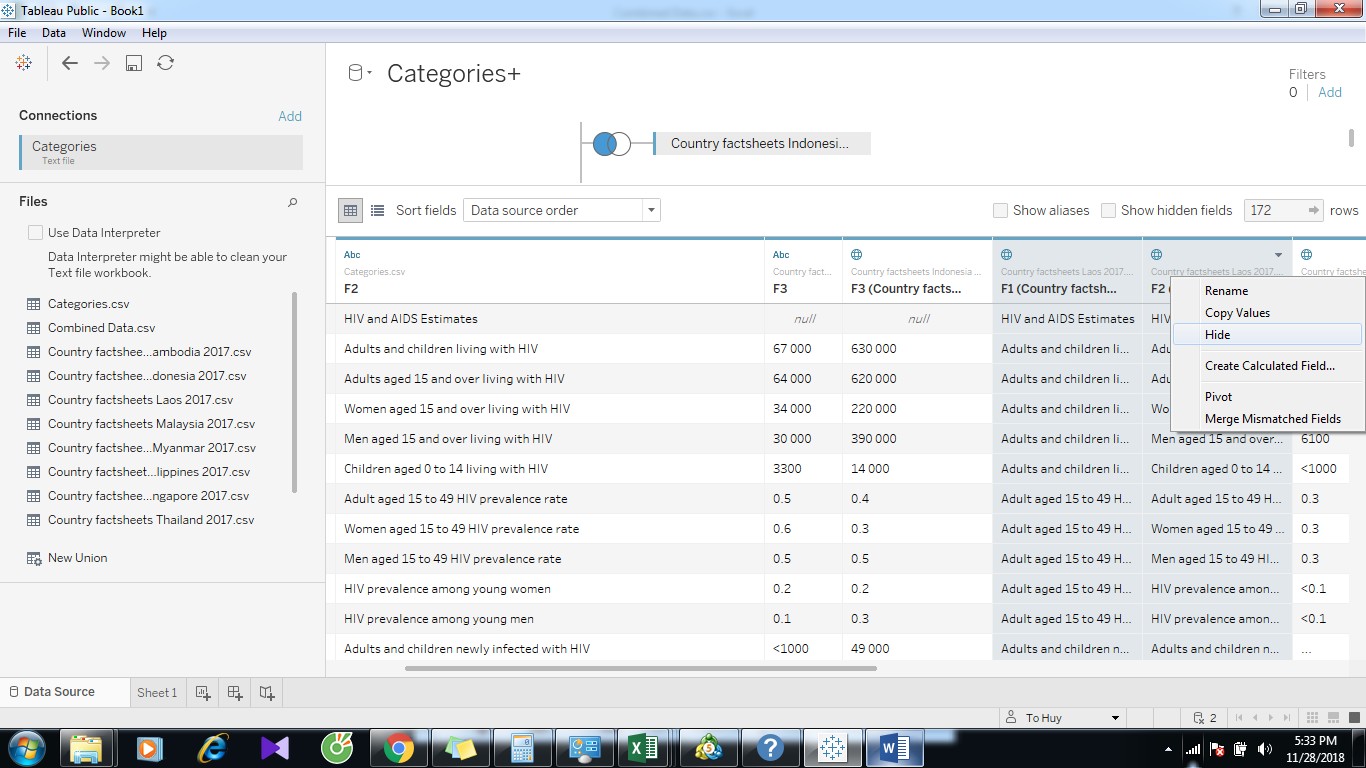 Tableau Public - Book1
File Data Window Help
Connections
Add
Categories
Text file
Files
Use Data Interpreter
Data Interpreter might be able to clean your
Text file workbook.
Categories.csv
Combined Data.csv
Country factshee...ambodia 2017.csv
Country factshee...donesia 2017.csv
Country factsheets Laos 2017.csv
Country factsheets Malaysia 2017.csv
Country factshee...Myanmar 2017.csv
Country factsheet...lippines 2017.csv
Country factshee...ngapore 2017.csv
Country factsheets Thailand 2017.csv
New Union
Categories+
Filters
0 Add
Country factsheets Indonesi...
Sort fields Data source order Show aliases Show hidden fields 172 rows
Abc Abc
Categories.csv Country fact... Country factsheets Indonesia ... Country factsheets Laos 2017.... Country factsheets Laos 2017.... Country factshe
F2 F3 F3 (Country facts... F1 (Country factsh... F2
HIV and AIDS Estimates null null HIV and AIDS Estimates HIV
Adults and children living with HIV 67 000 630 000 Adults and children li... Adu
Adults aged 15 and over living with HIV 64 000 620 000 Adults and children li... Adu
Women aged 15 and over living with HIV 34 000 220 000 Adults and children li... Wo
Men aged 15 and over living with HIV 30 000 390 000 Adults and children li... Men aged 15 and over... 6100
Children aged 0 to 14 living with HIV 3300 14 000 Adults and children li... Children aged 0 to 14 ... <1000
Adult aged 15 to 49 HIV prevalence rate 0.5 0.4 Adult aged 15 to 49 H... Adult aged 15 to 49 H... 0.3
Women aged 15 to 49 HIV prevalence rate 0.6 0.3 Adult aged 15 to 49 H... Women aged 15 to 49 ... 0.3
Men aged 15 to 49 HIV prevalence rate 0.5 0.5 Adult aged 15 to 49 H... Men aged 15 to 49 HI... 0.3
HIV prevalence among young women 0.2 0.2 Adult aged 15 to 49 H... HIV prevalence amon... <0.1
HIV prevalence among young men 0.1 0.3 Adult aged 15 to 49 H... HIV prevalence amon... <0.1
Adults and children newly infected with HIV <1000 49 000 Adults and children n... Adults and children n... ...
Rename
Copy Values
Hide
Create Calculated Field...
Pivot
Merge Mismatched Fields
Data Source Sheet 1
To Huy 2
5:33 PM
11/28/2018